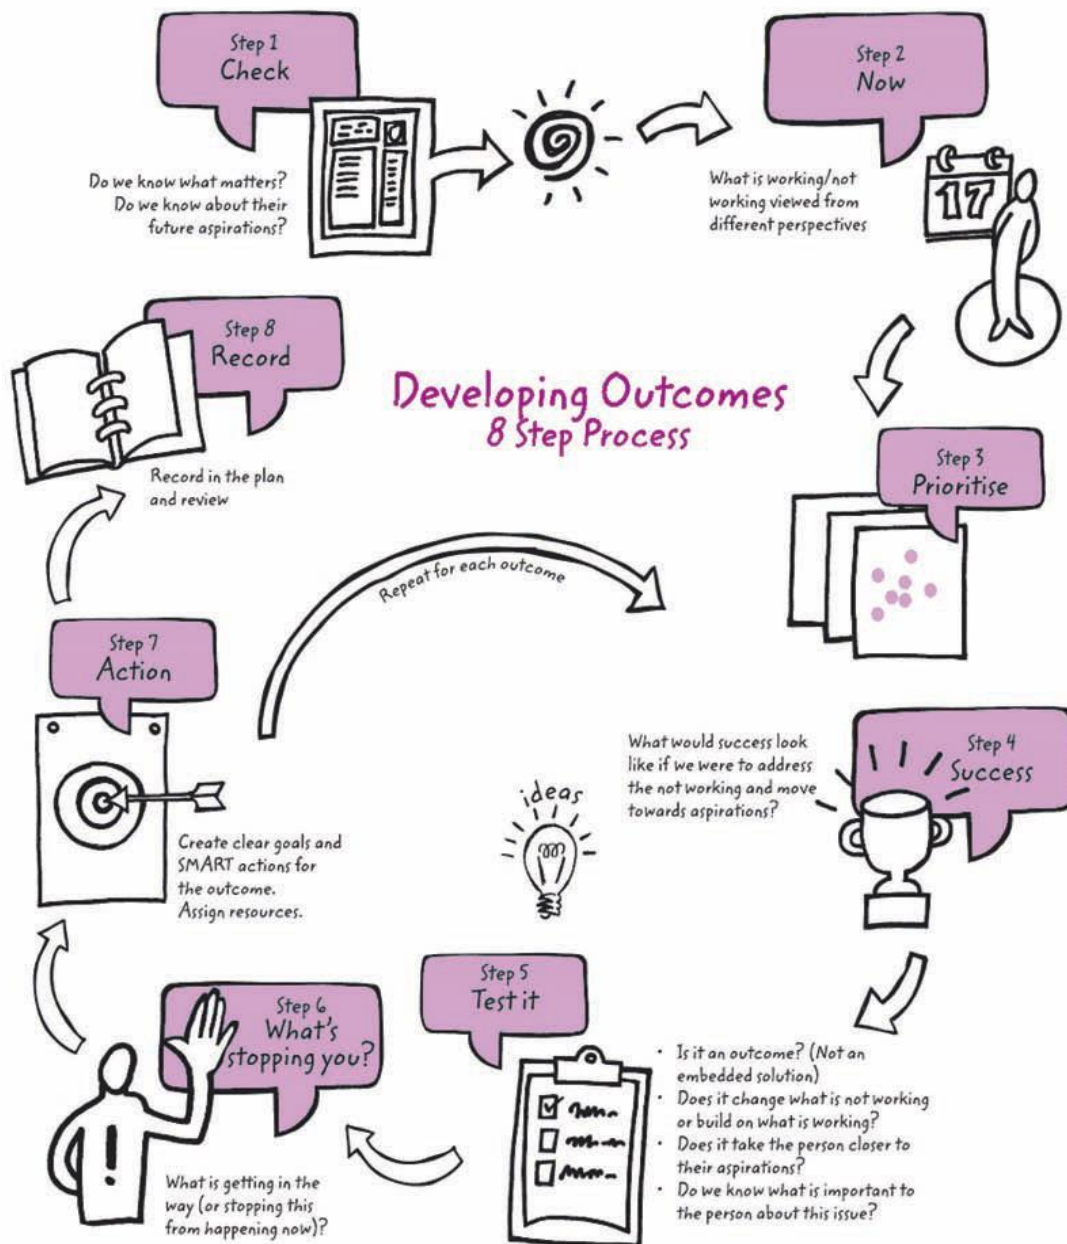 Step 1
Check
Do we know what matters?
Do we know about their
future aspirations?
Step 2
Now
17
What is working/not
working viewed from
different perspectives
Developing Outcomes
8 Step Process
Step 3
Prioritise
Repeat for each outcome
Step 4
Success
What would success look
like if we were to address
the not working and move
towards aspirations?
ideas
Step 5
Test it
• Is it an outcome? (Not an
embedded solution)
• Does it change what is not working
or build on what is working?
• Does it take the person closer to
their aspirations?
• Do we know what is important to
the person about this issue?
Step 6
What's
stopping you?
!
What is getting in the
way (or stopping this
from happening now)?
Step 7
Action
Create clear goals and
SMART actions for
the outcome.
Assign resources.
Step 8
Record
Record in the plan
and review